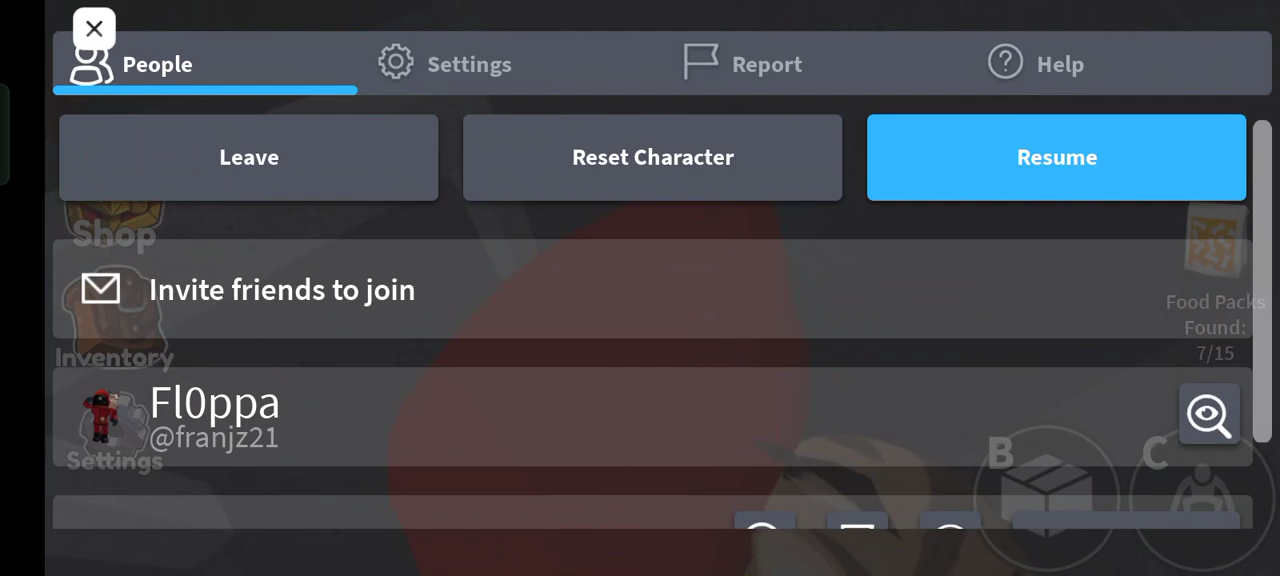 People
Settings
Report
Help
Leave
Reset Character
Resume
Shop
Invite friends to join
Food Packs
Found:
7/15
Inventory
Fl0ppa
@franjz21
Settings
B
C